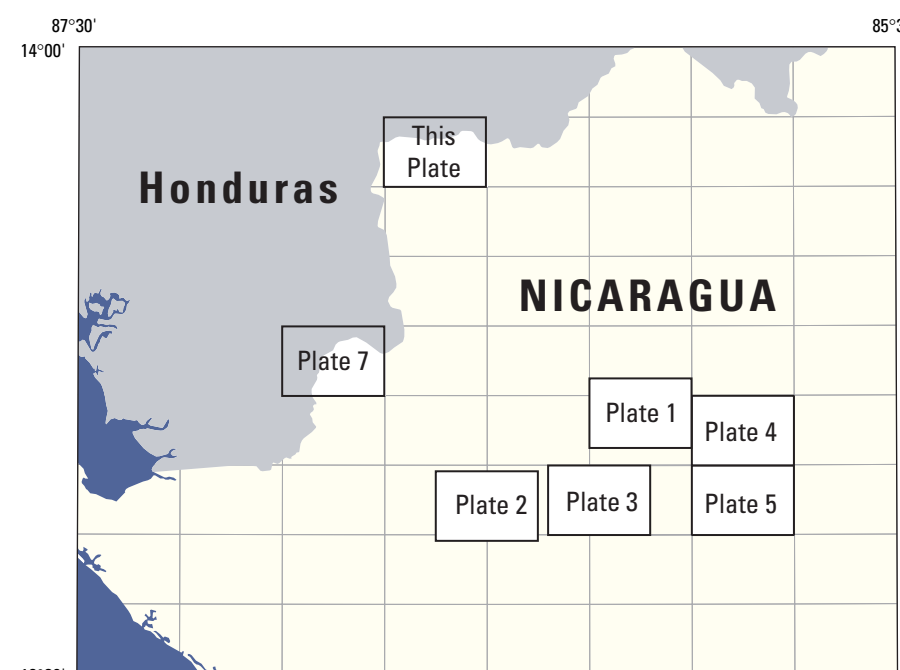 87°30'
14°00'
This
Plate
Honduras
NICARAGUA
Plate 7
Plate 1
Plate 4
Plate 2
Plate 3
Plate 5